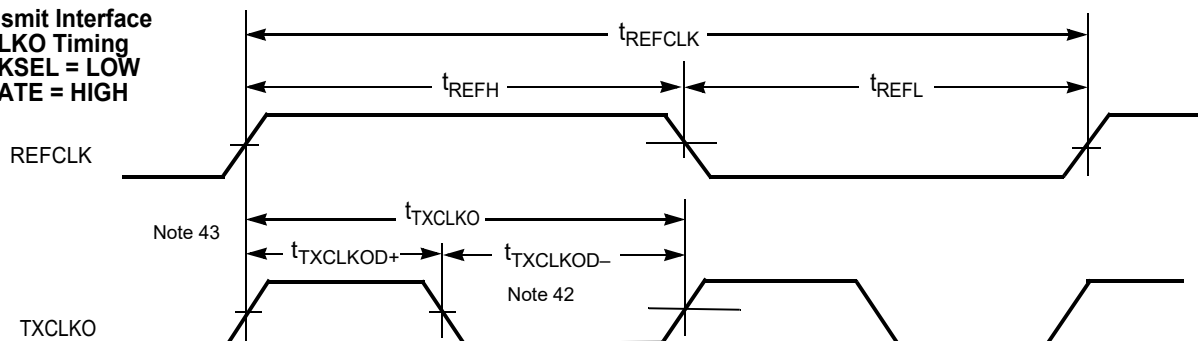 smit Interface
LKO Timing
KSEL = LOW
ATE = HIGH
tREFCLK
tREFH
tREFL
REFCLK
tTXCLKO
Note 43
tTXCLKOD+
tTXCLKOD–
Note 42
TXCLKO